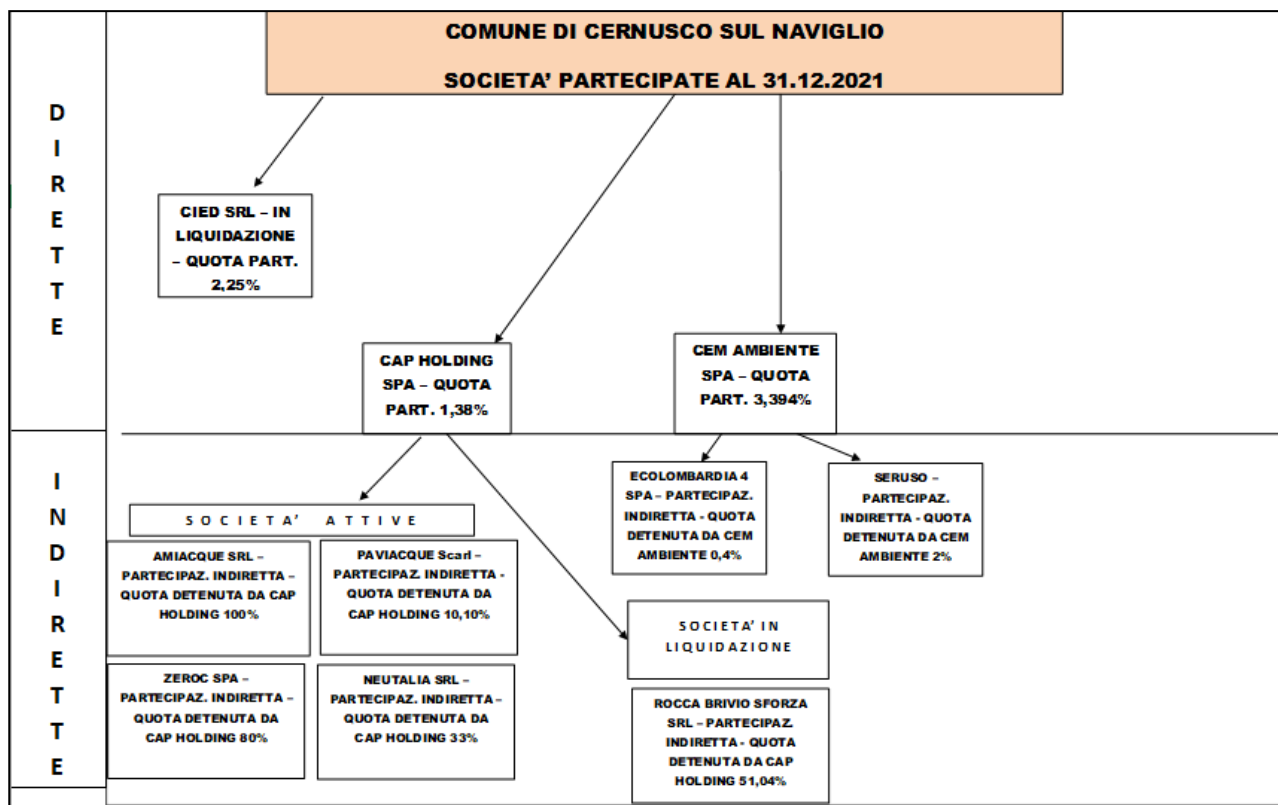 COMUNE DI CERNUSCO SUL NAVIGLIO
SOCIETA’ PARTECIPATE AL 31.12.2021
D
I
R
E
T
T
E
CIED SRL – IN
LIQUIDAZIONE
– QUOTA PART.
2,25%
CAP HOLDING
SPA – QUOTA
PART. 1,38%
CEM AMBIENTE
SPA – QUOTA
PART. 3,394%
I
N
D
I
R
E
T
T
E
SOCIETA’ ATTIVE
AMIACQUE SRL –
PARTECIPAZ. INDIRETTA –
QUOTA DETENUTA DA CAP
HOLDING 100%
PAVIACQUE Scarl –
PARTECIPAZ. INDIRETTA -
QUOTA DETENUTA DA
CAP HOLDING 10,10%
ZEROC SPA –
PARTECIPAZ. INDIRETTA –
QUOTA DETENUTA DA
CAP HOLDING 80%
NEUTALIA SRL –
PARTECIPAZ. INDIRETTA –
QUOTA DETENUTA DA
CAP HOLDING 33%
ECOLOMBARDIA 4
SPA – PARTECIPAZ.
INDIRETTA - QUOTA
DETENUTA DA CEM
AMBIENTE 0,4%
SERUSO –
PARTECIPAZ.
INDIRETTA - QUOTA
DETENUTA DA CEM
AMBIENTE 2%
SOCIETA’ IN
LIQUIDAZIONE
ROCCA BRIVIO SFORZA
SRL – PARTECIPAZ.
INDIRETTA - QUOTA
DETENUTA DA CAP
HOLDING 51,04%